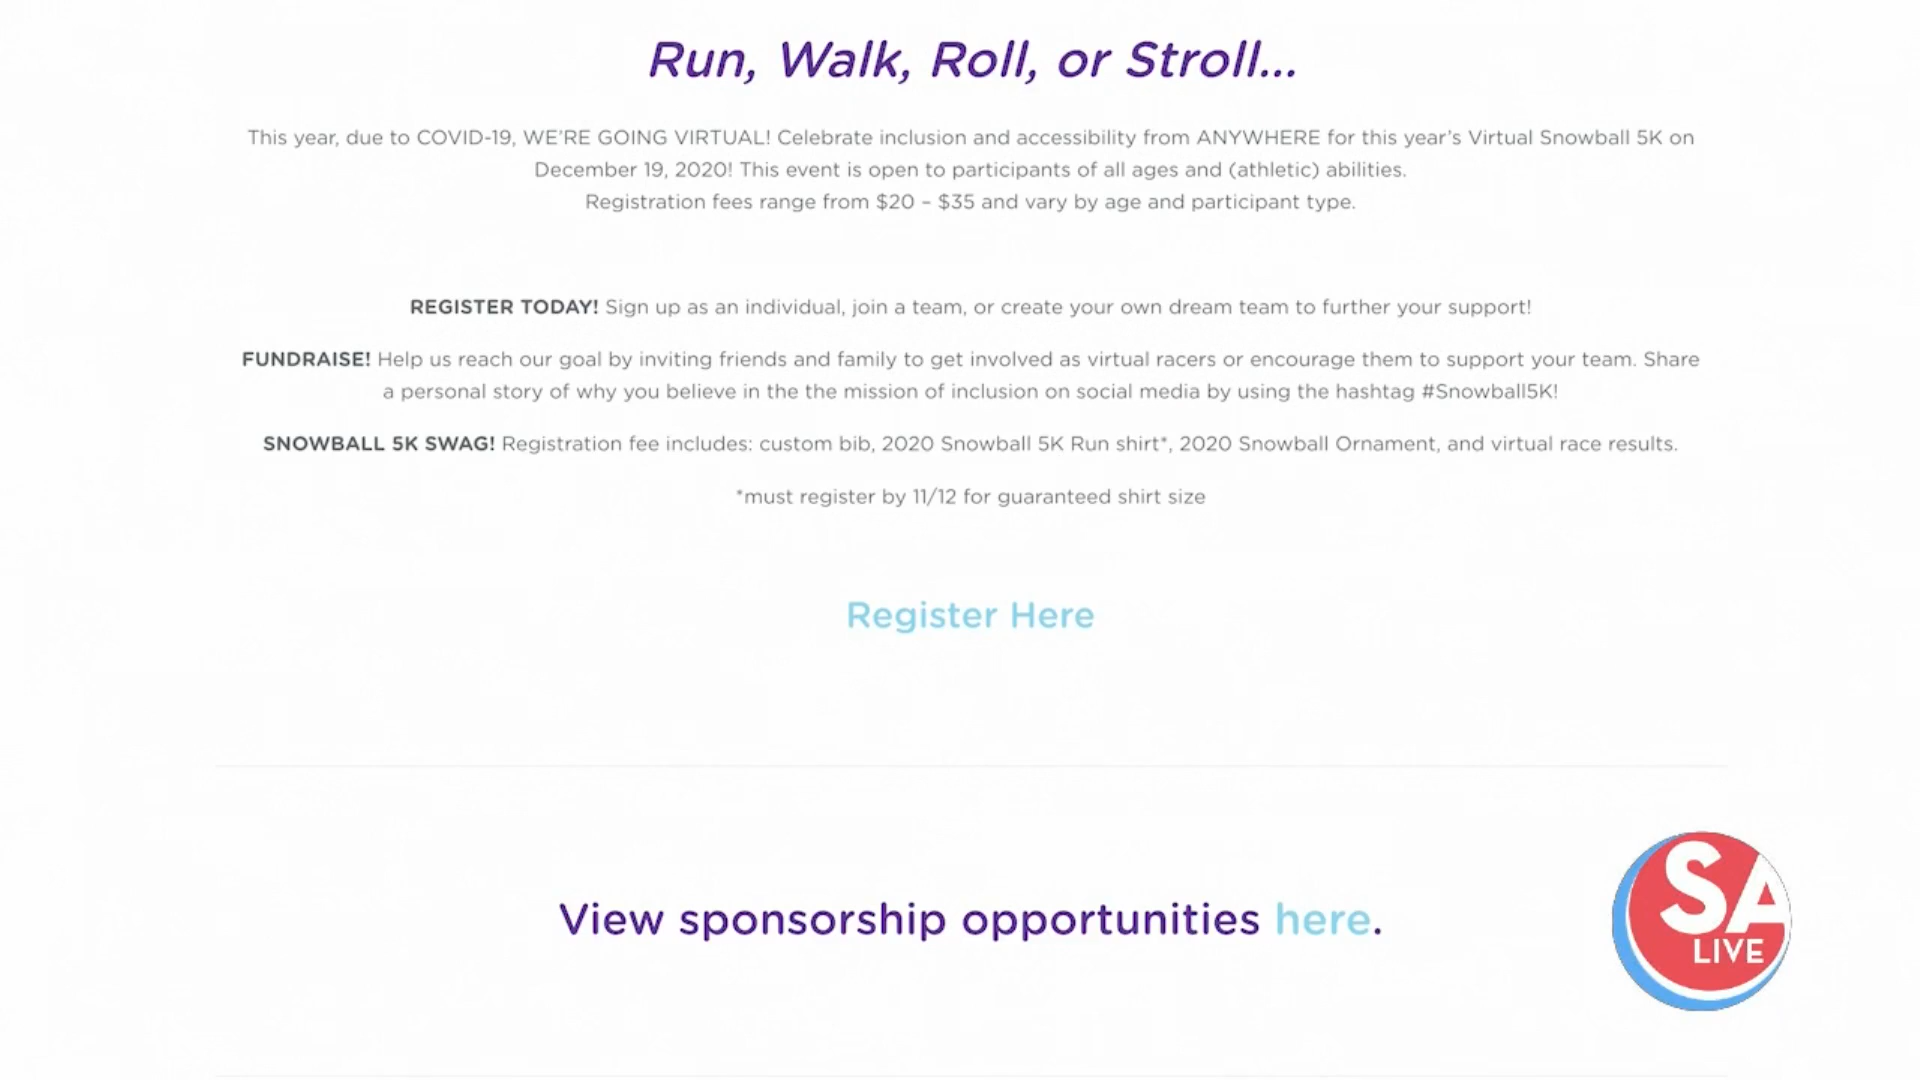 Run, Walk, Roll, or Stroll...
This year, due to COVID-19, WE'RE GOING VIRTUAL! Celebrate inclusion and accessibility from ANYWHERE for this year's Virtual Snowball 5K on
December 19, 2020! This event is open to participants of all ages and (athletic) abilities.
Registration fees range from $20 – $35 and vary by age and participant type.
REGISTER TODAY! Sign up as an individual, join a team, or create your own dream team to further your support!
FUNDRAISE! Help us reach our goal by inviting friends and family to get involved as virtual racers or encourage them to support your team. Share
a personal story of why you believe in the the mission of inclusion on social media by using the hashtag #Snowball5K!
SNOWBALL 5K SWAG! Registration fee includes: custom bib, 2020 Snowball 5K Run shirt*, 2020 Snowball Ornament, and virtual race results.
*must register by 11/12 for guaranteed shirt size
Register Here
View sponsorship opportunities here.
SA
LIVE